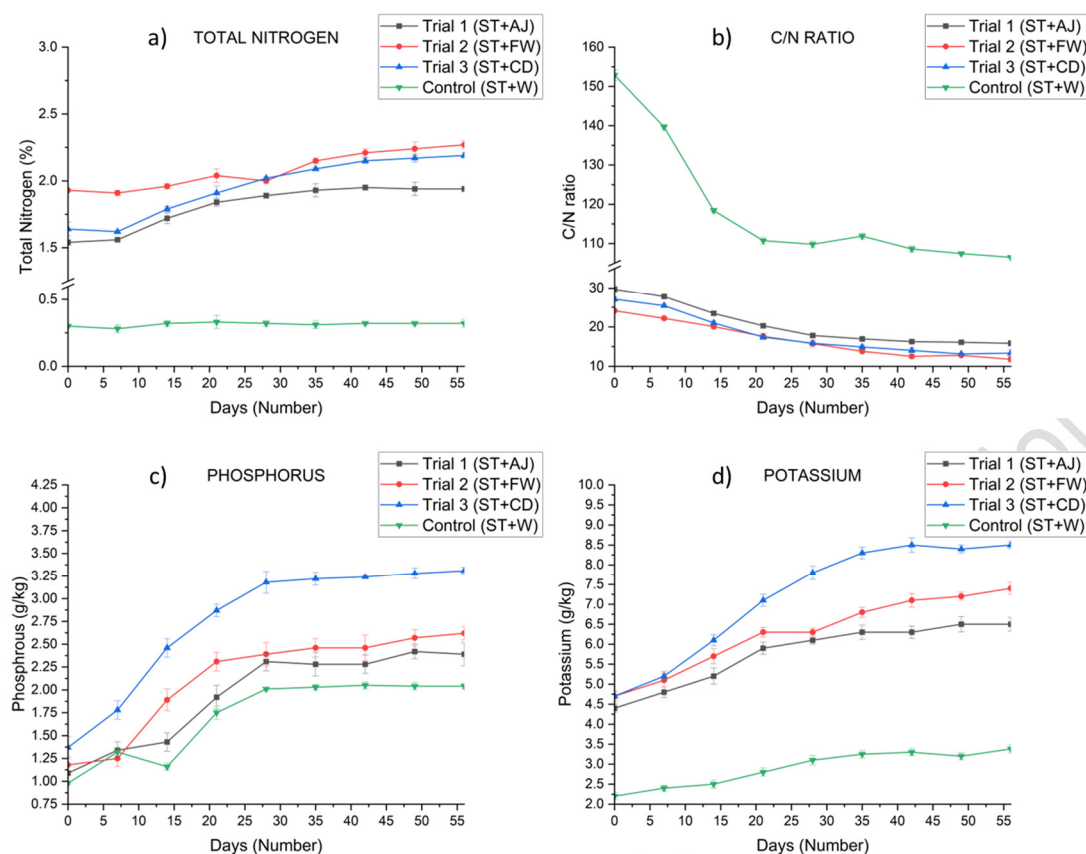 a) TOTAL NITROGEN
Trial 1 (ST+AJ)
Trial 2 (ST+FW)
Trial 3 (ST+CD)
Control (ST+W)
Total Nitrogen (%)
3.0
2.5
2.0
1.5
0.5
0.0
0 5 10 15 20 25 30 35 40 45 50 55
Days (Number)
b) C/N RATIO
Trial 1 (ST+AJ)
Trial 2 (ST+FW)
Trial 3 (ST+CD)
Control (ST+W)
C/N ratio
160
150
140
130
120
110
30
20
10
0 5 10 15 20 25 30 35 40 45 50 55
Days (Number)
c) PHOSPHORUS
Trial 1 (ST+AJ)
Trial 2 (ST+FW)
Trial 3 (ST+CD)
Control (ST+W)
Phosphrous (g/kg)
4.25
4.00
3.75
3.50
3.25
3.00
2.75
2.50
2.25
2.00
1.75
1.50
1.25
1.00
0.75
0 5 10 15 20 25 30 35 40 45 50 55
Days (Number)
d) POTASSIUM
Trial 1 (ST+AJ)
Trial 2 (ST+FW)
Trial 3 (ST+CD)
Control (ST+W)
Potassium (g/kg)
10.0
9.5
9.0
8.5
8.0
7.5
7.0
6.5
6.0
5.5
5.0
4.5
4.0
3.5
3.0
2.5
2.0
0 5 10 15 20 25 30 35 40 45 50 55
Days (Number)